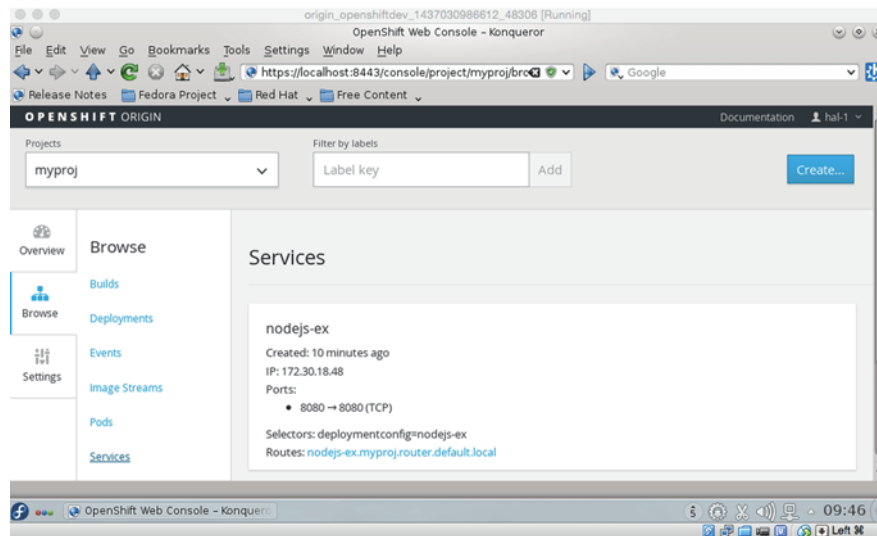 origin_openshiftdev_1437030986612_48306 [Running]
OpenShift Web Console – Konqueror
File Edit View Go Bookmarks Tools Settings Window Help
https://localhost:8443/console/project/myproj/bro
Google
Release Notes Fedora Project Red Hat Free Content
OPENSHIFT ORIGIN Documentation hal-1
Projects Filter by labels
myproj Label key Add Create...
Overview
Browse
Settings
Browse
Builds
Deployments
Events
Image Streams
Pods
Services
Services
nodejs-ex
Created: 10 minutes ago
IP: 172.30.18.48
Ports:
• 8080 → 8080 (TCP)
Selectors: deploymentconfig=nodejs-ex
Routes: nodejs-ex.myproj.router.default.local
OpenShift Web Console – Konquero 09:46
Left ⌘